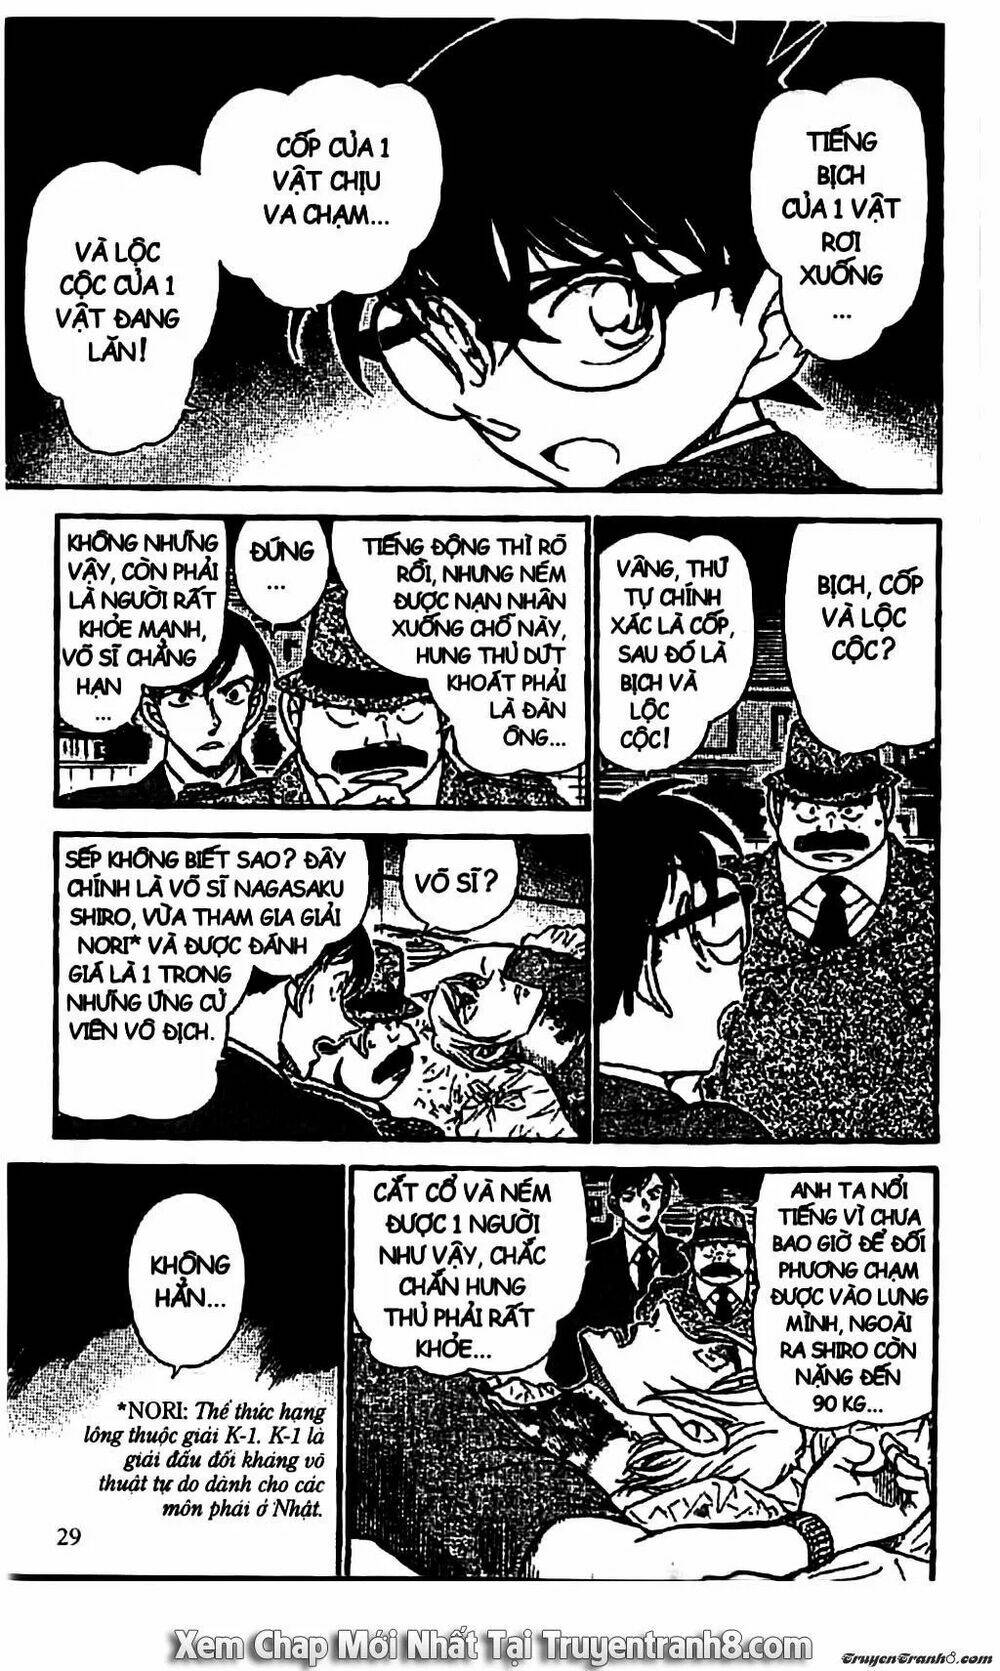 TIẾNG
BỊCH
CỦA 1 VẬT
RƠI
XUỐNG
...
CỐP CỦA 1
VẬT CHỊU
VA CHẠM...
VÀ LỘC
CỘC CỦA 1
VẬT ĐANG
LĂN!
BỊCH, CỐP
VÀ LỘC
CỘC?
VÂNG, THỨ
TỰ CHÍNH
XÁC LÀ CỐP,
SAU ĐÓ LÀ
BỊCH VÀ
LỘC
CỘC!
TIẾNG ĐỘNG THÌ RÕ
RỒI, NHƯNG NÉM
ĐƯỢC NẠN NHÂN
XUỐNG CHỖ NÀY,
HUNG THỦ DỨT
KHOÁT PHẢI
LÀ ĐÀN
ÔNG...
ĐÚNG
...
KHÔNG NHỮNG
VẬY, CÒN PHẢI
LÀ NGƯỜI RẤT
KHỎE MẠNH,
VÕ SĨ CHẲNG
HẠN
...
VÕ SĨ?
SẾP KHÔNG BIẾT SAO? ĐÂY
CHÍNH LÀ VÕ SĨ NAGASAKU
SHIRO, VỪA THAM GIA GIẢI
NORI* VÀ ĐƯỢC ĐÁNH
GIÁ LÀ 1 TRONG
NHỮNG ỨNG CỬ
VIÊN VÔ ĐỊCH.
ANH TA NỔI
TIẾNG VÌ CHƯA
BAO GIỜ ĐỂ ĐỐI
PHƯƠNG CHẠM
ĐƯỢC VÀO LƯNG
MÌNH, NGOÀI
RA SHIRO CÒN
NẶNG ĐẾN
90 KG...
CẮT CỔ VÀ NÉM
ĐƯỢC 1 NGƯỜI
NHƯ VẬY, CHẮC
CHẮN HUNG
THỦ PHẢI RẤT
KHỎE...
KHÔNG
HẲN...
*NORI: Thể thức hạng
lông thuộc giải K-1. K-1 là
giải đấu đối kháng võ
thuật tự do dành cho các
môn phái ở Nhật.
29
Xem Chap Mới Nhất Tại Truyentranh8.com
TruyenTranh8.com